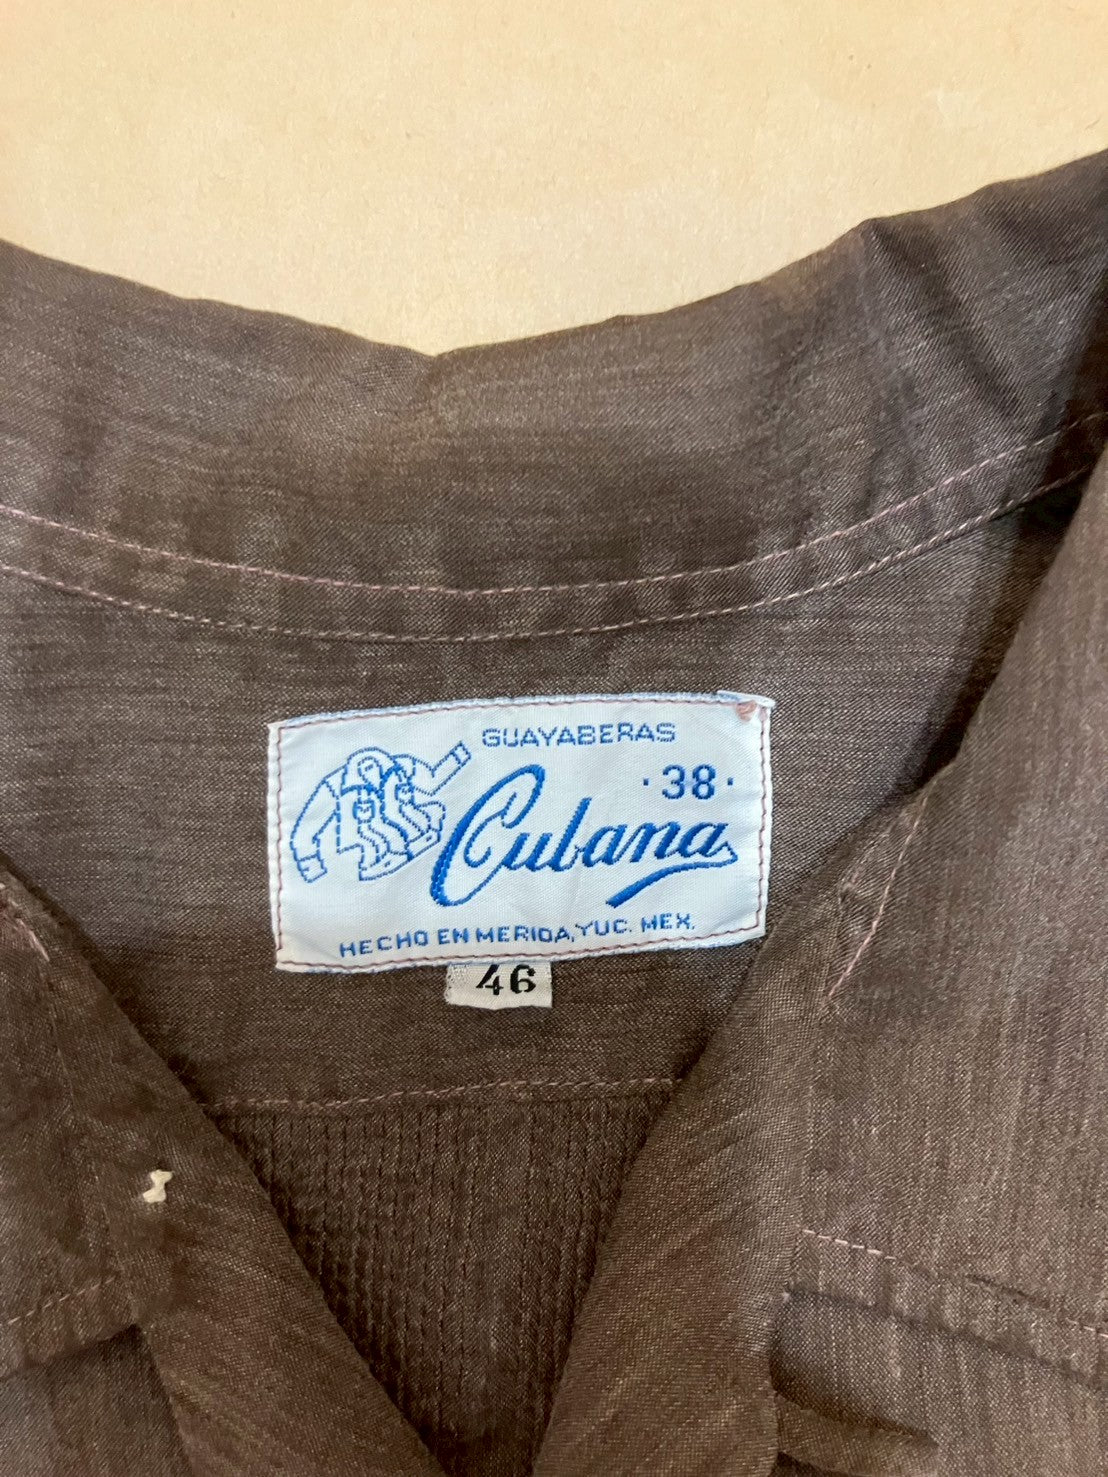 GUAYABERAS
·38·
Cubana
HECHO EN MERIDA, YUC. MEX.
46